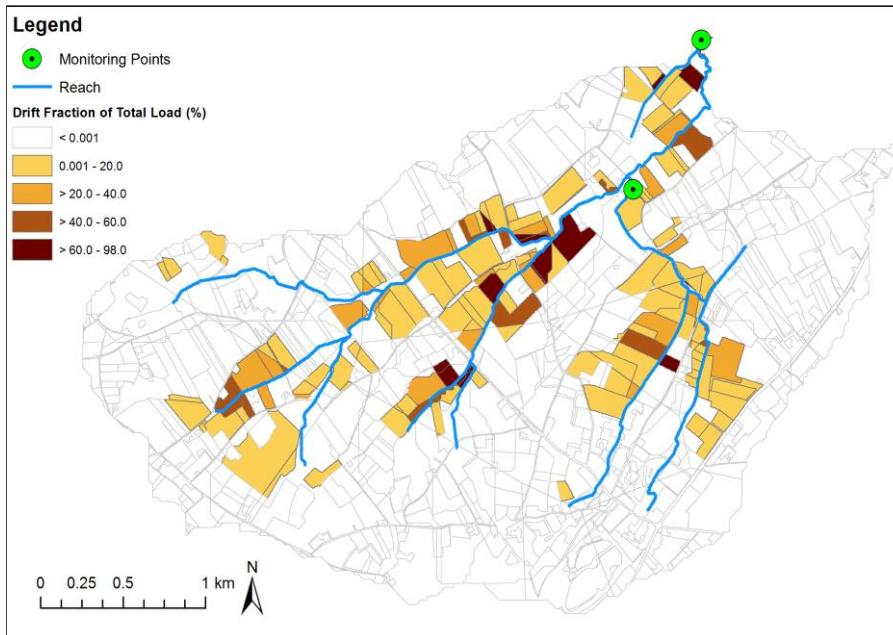 Legend
Monitoring Points
Reach
Drift Fraction of Total Load (%)
< 0.001
0.001 - 20.0
> 20.0 - 40.0
> 40.0 - 60.0
> 60.0 - 98.0
N
0 0.25 0.5 1 km